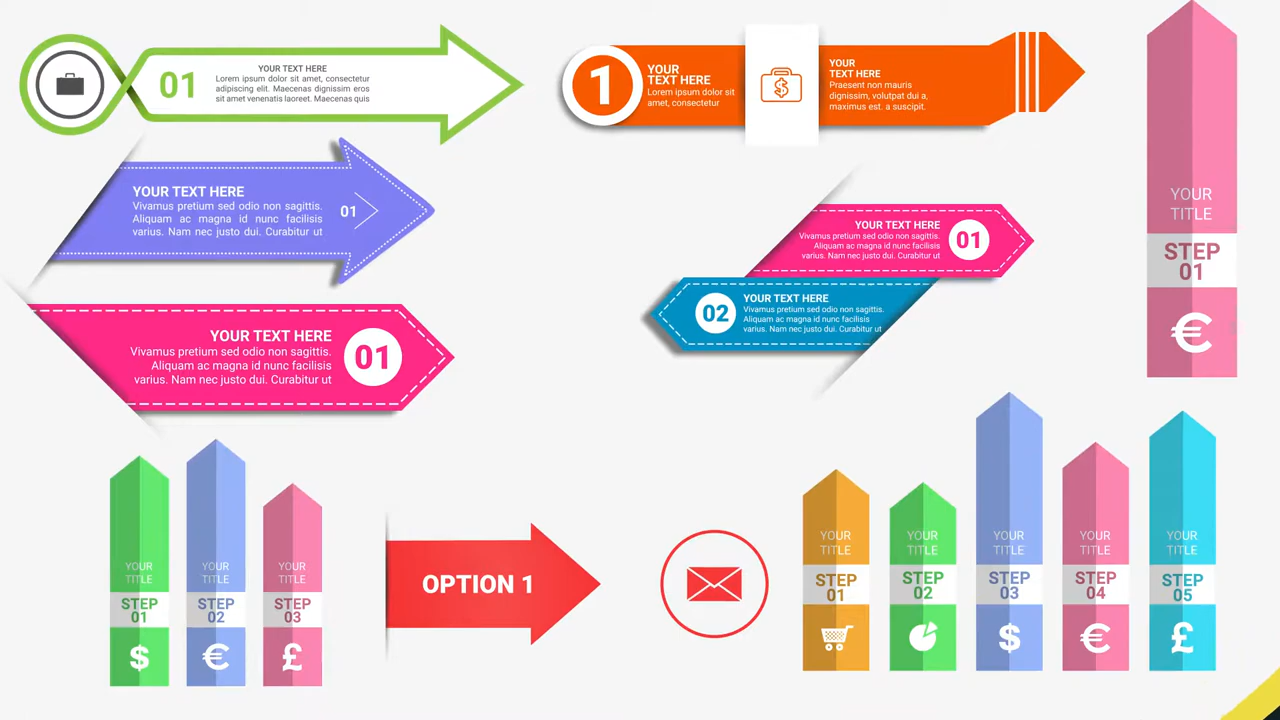 01
YOUR TEXT HERE
Lorem ipsum dolor sit amet, consectetur
adipiscing elit. Maecenas dignissim eros
sit amet venenatis laoreet. Maecenas quis
1
YOUR
TEXT HERE
Lorem ipsum dolor sit
amet, consectetur
$
YOUR
TEXT HERE
Praesent non mauris
dignissim, volutpat dui a,
maximus est. a suscipit.
YOUR
TITLE
STEP
01
€
YOUR TEXT HERE
Vivamus pretium sed odio non sagittis.
Aliquam ac magna id nunc facilisis
varius. Nam nec justo dui. Curabitur ut
01
YOUR TEXT HERE
Vivamus pretium sed odio non sagittis.
Aliquam ac magna id nunc facilisis
varius. Nam nec justo dui. Curabitur ut
01
02
YOUR TEXT HERE
Vivamus pretium sed odio non sagittis.
Aliquam ac magna id nunc facilisis
varius. Nam nec justo dui. Curabitur ut
YOUR TEXT HERE
Vivamus pretium sed odio non sagittis.
Aliquam ac magna id nunc facilisis
varius. Nam nec justo dui. Curabitur ut
01
YOUR
TITLE
STEP
01
$
YOUR
TITLE
STEP
02
€
YOUR
TITLE
STEP
03
£
OPTION 1
YOUR
TITLE
STEP
01
YOUR
TITLE
STEP
02
YOUR
TITLE
STEP
03
$
YOUR
TITLE
STEP
04
€
YOUR
TITLE
STEP
05
£